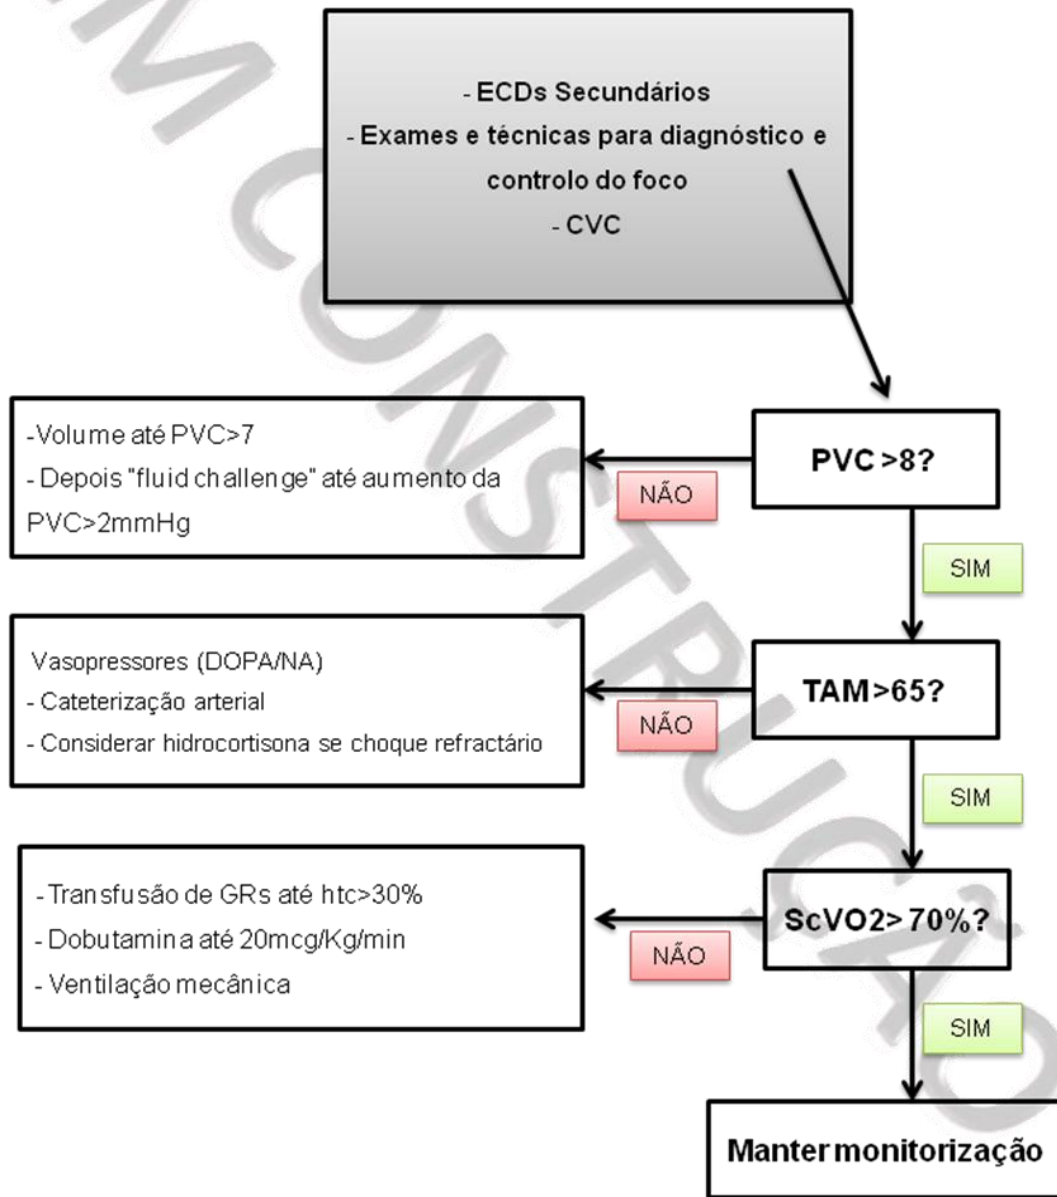 - ECDs Secundários
- Exames e técnicas para diagnóstico e
controlo do foco
- CVC
PVC >8?
NÃO
-Volume até PVC>7
- Depois "fluid challenge" até aumento da
PVC>2mmHg
SIM
TAM>65?
NÃO
Vasopressores (DOPA/NA)
- Cateterização arterial
- Considerar hidrocortisona se choque refractário
SIM
ScVO2>70%?
NÃO
- Transfusão de GRs até htc>30%
- Dobutamina até 20mcg/Kg/min
- Ventilação mecânica
SIM
Manter monitorização
M CONSTRUÇÃO